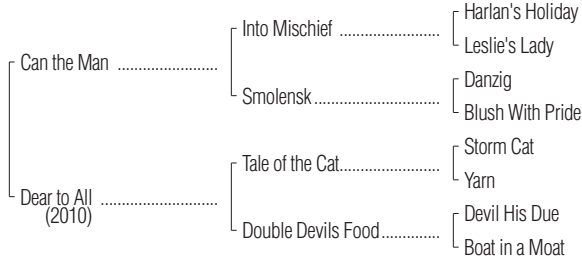 Harlan's Holiday
Into Mischief ....................
Leslie's Lady
Can the Man ....................
Danzig
Smolensk.........................
Blush With Pride
Storm Cat
Tale of the Cat....................
Yarn
Dear to All .......................
(2010)
Devil His Due
Double Devils Food............
Boat in a Moat